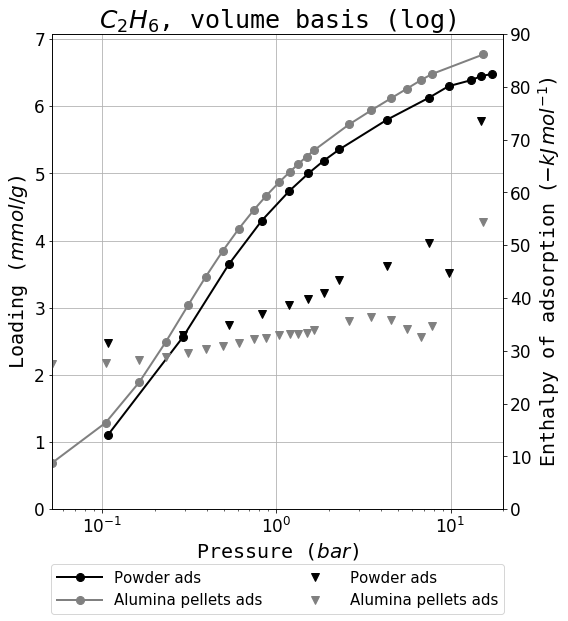 C₂H₆, volume basis (log)
7
6
5
4
3
2
1
0
Loading (mmol/g)
90
80
70
60
50
40
30
20
10
0
Enthalpy of adsorption (−kJ mol⁻¹)
10⁻¹ 10⁰ 10¹
Pressure (bar)
Powder ads Powder ads
Alumina pellets ads Alumina pellets ads